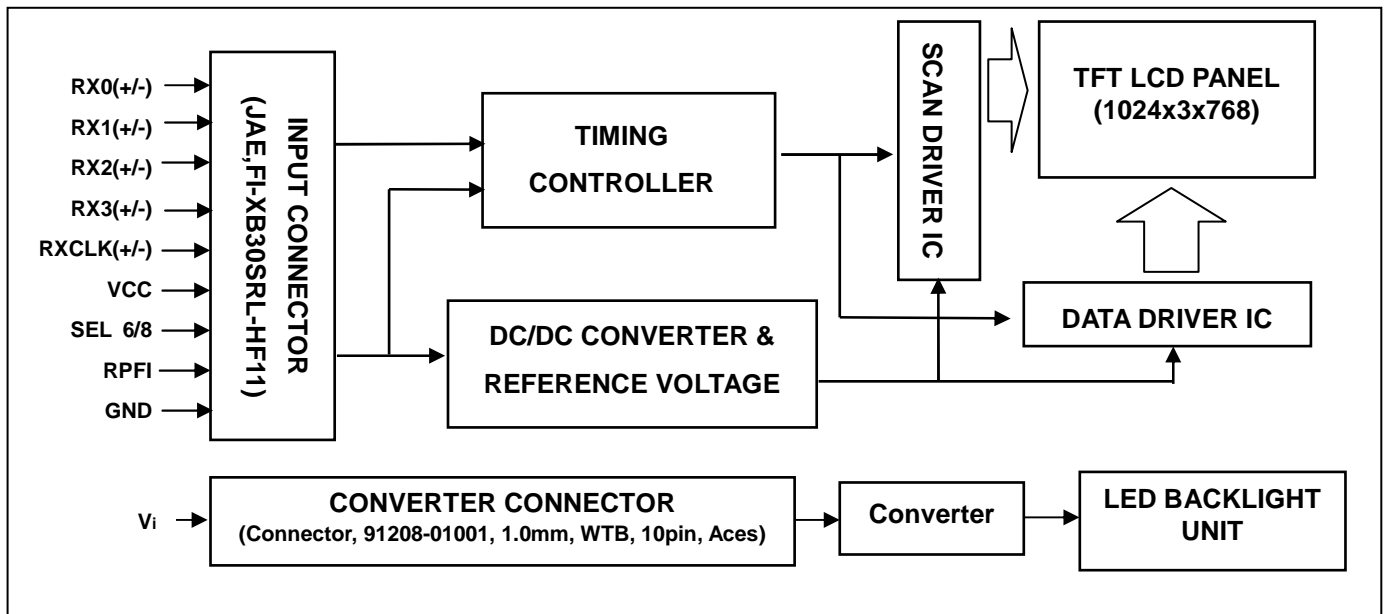 RX0(+/-)
RX1(+/-)
RX2(+/-)
RX3(+/-)
RXCLK(+/-)
VCC
SEL 6/8
RPFI
GND
INPUT CONNECTOR
(JAE,FI-XB30SRL-HF11)
TIMING
CONTROLLER
DC/DC CONVERTER &
REFERENCE VOLTAGE
SCAN DRIVER IC
TFT LCD PANEL
(1024x3x768)
DATA DRIVER IC
Vi
CONVERTER CONNECTOR
(Connector, 91208-01001, 1.0mm, WTB, 10pin, Aces)
Converter
LED BACKLIGHT
UNIT